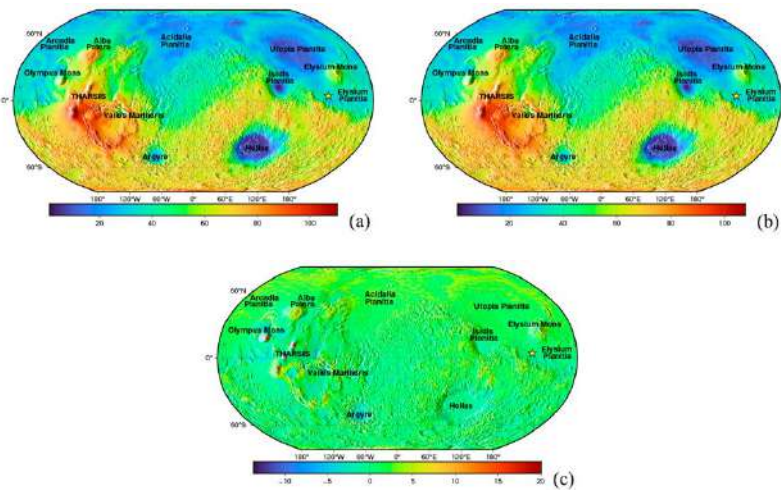 60°N
0°
60°S
Arcadia
Planitia
Alba
Patera
Acidalia
Planitia
Utopia Planitia
Olympus Mons
Isidis
Planitia
Elysium Mons
THARSIS
Elysium
Planitia
Valles Marineris
Argyre
Hellas
180° 120°W 60°W 0° 60°E 120°E 180°
20 40 60 80 100
(a)
60°N
0°
60°S
Arcadia
Planitia
Alba
Patera
Acidalia
Planitia
Utopia Planitia
Olympus Mons
Isidis
Planitia
Elysium Mons
THARSIS
Elysium
Planitia
Valles Marineris
Argyre
Hellas
180° 120°W 60°W 0° 60°E 120°E 180°
20 40 60 80 100
(b)
60°N
0°
60°S
Arcadia
Planitia
Alba
Patera
Acidalia
Planitia
Utopia Planitia
Olympus Mons
Isidis
Planitia
Elysium Mons
THARSIS
Elysium
Planitia
Valles Marineris
Argyre
Hellas
180° 120°W 60°W 0° 60°E 120°E 180°
-10 -5 0 5 10 15 20
(c)